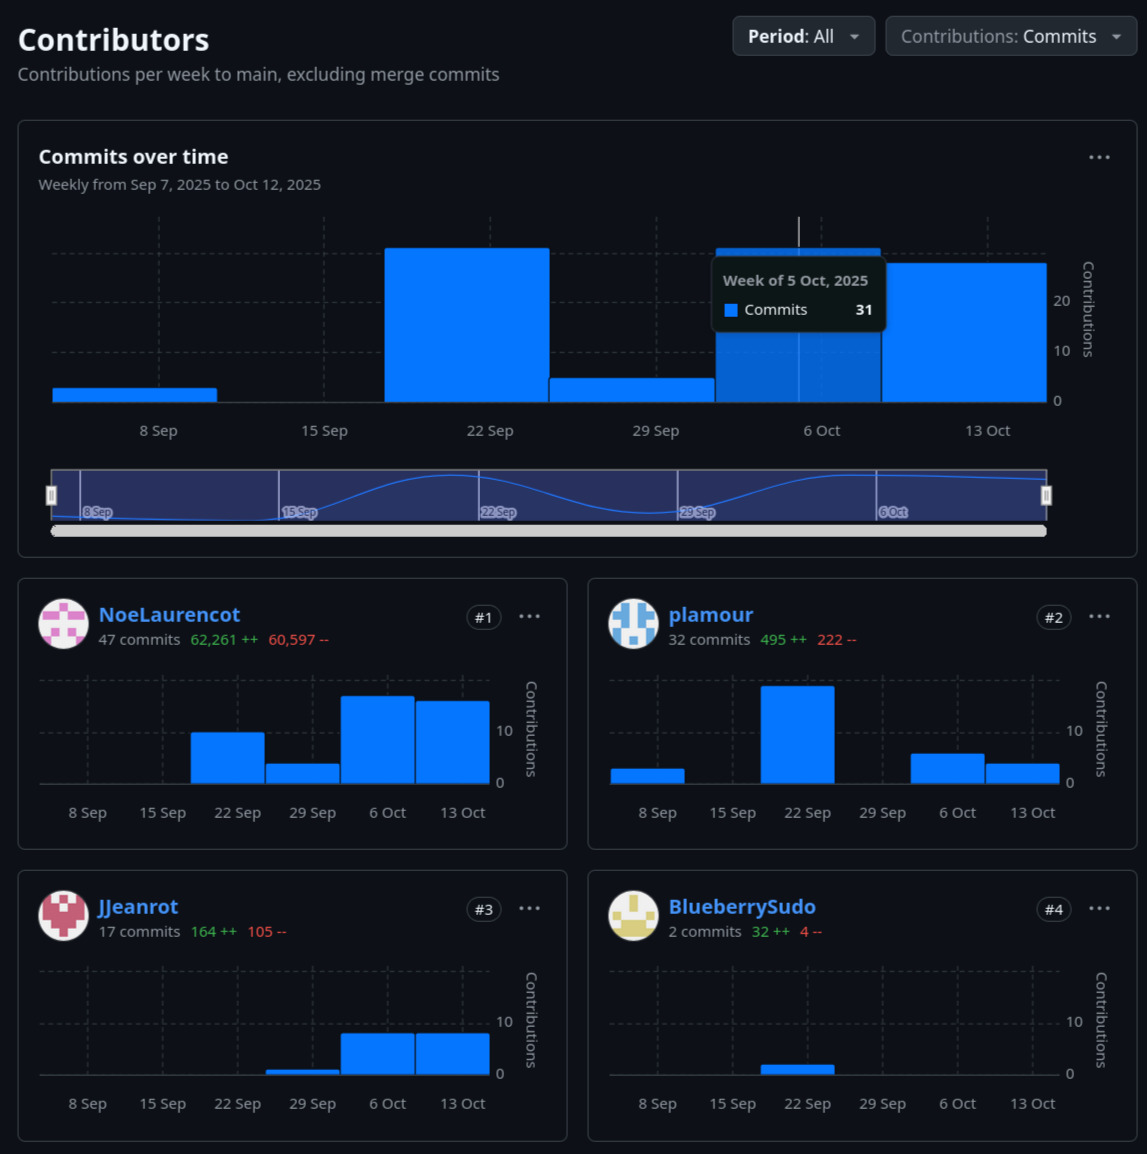 Contributors
Period: All
Contributions: Commits
Contributions per week to main, excluding merge commits
Commits over time
Weekly from Sep 7, 2025 to Oct 12, 2025
Week of 5 Oct, 2025
Commits 31
20
10
0
Contributions
8 Sep 15 Sep 22 Sep 29 Sep 6 Oct 13 Oct
8 Sep 15 Sep 22 Sep 29 Sep 6 Oct
NoeLaurencot
#1
47 commits 62,261 ++ 60,597 --
10
0
Contributions
8 Sep 15 Sep 22 Sep 29 Sep 6 Oct 13 Oct
plamour
#2
32 commits 495 ++ 222 --
10
0
Contributions
8 Sep 15 Sep 22 Sep 29 Sep 6 Oct 13 Oct
JJeanrot
#3
17 commits 164 ++ 105 --
10
0
Contributions
8 Sep 15 Sep 22 Sep 29 Sep 6 Oct 13 Oct
BlueberrySudo
#4
2 commits 32 ++ 4 --
10
0
Contributions
8 Sep 15 Sep 22 Sep 29 Sep 6 Oct 13 Oct